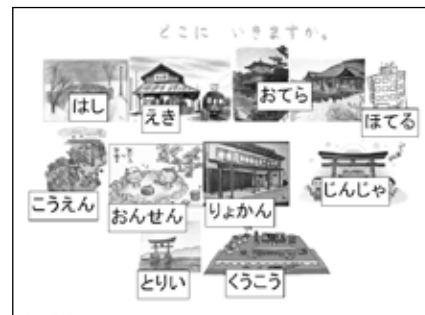 どこに いきますか。
はし
えき
おてら
ほてる
こうえん
おんせん
りょかん
じんじゃ
とりい
くうこう